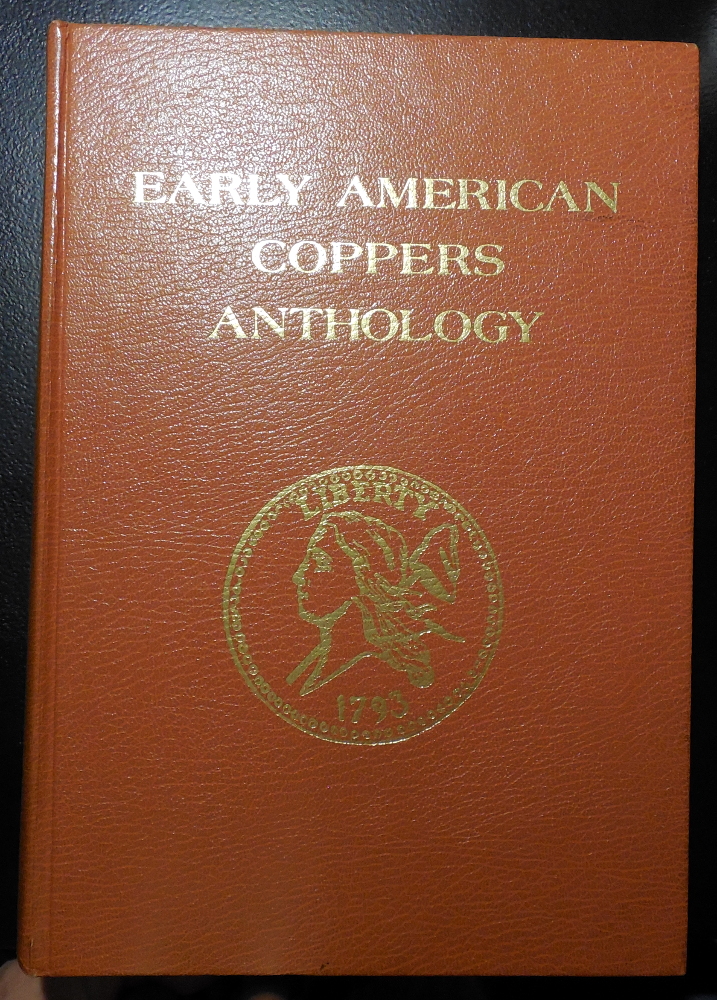 EARLY AMERICAN
COPPERS
ANTHOLOGY
LIBERTY
1793